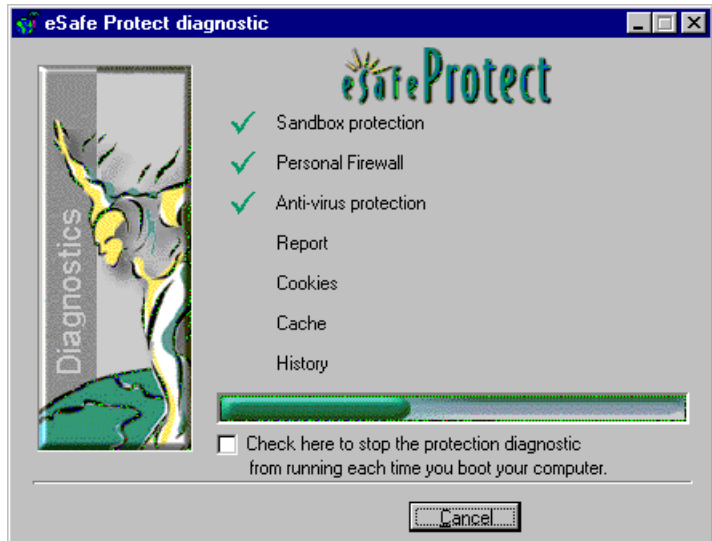 eSafe Protect diagnostic
eSafeProtect
Diagnostics
Sandbox protection
Personal Firewall
Anti-virus protection
Report
Cookies
Cache
History
Check here to stop the protection diagnostic
from running each time you boot your computer.
Cancel